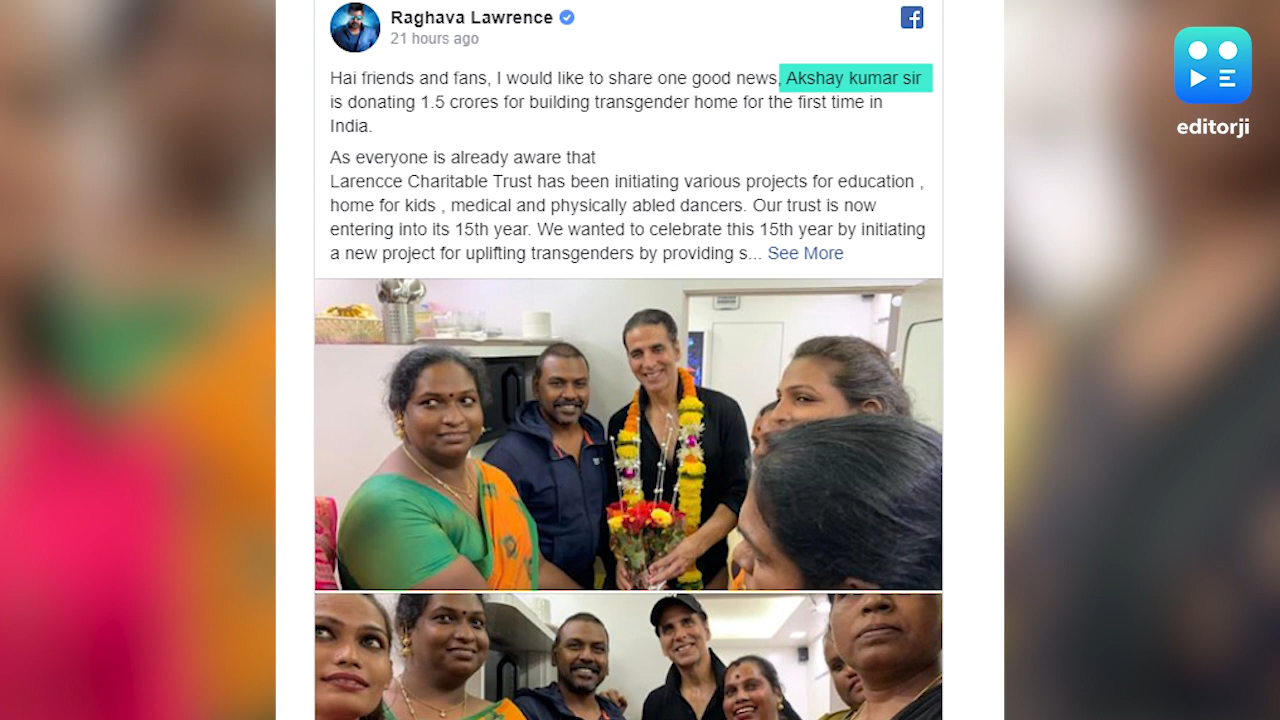 Raghava Lawrence
21 hours ago
Hai friends and fans, I would like to share one good news, Akshay kumar sir
is donating 1.5 crores for building transgender home for the first time in
India.
As everyone is already aware that
Larencce Charitable Trust has been initiating various projects for education ,
home for kids , medical and physically abled dancers. Our trust is now
entering into its 15th year. We wanted to celebrate this 15th year by initiating
a new project for uplifting transgenders by providing s... See More
editorji